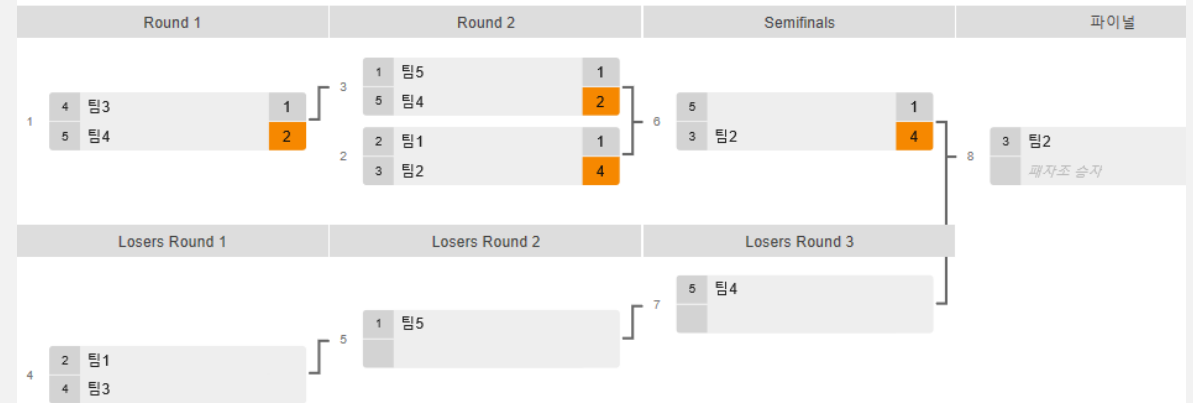 Round 1 Round 2 Semifinals 파이널
1
4 팀3 1
5 팀4 2
3
1 팀5 1
5 팀4 2
2
2 팀1 1
3 팀2 4
6
5 1
3 팀2 4
8
3 팀2
패자조 승자
Losers Round 1 Losers Round 2 Losers Round 3
4
2 팀1
4 팀3
5
1 팀5
7
5 팀4